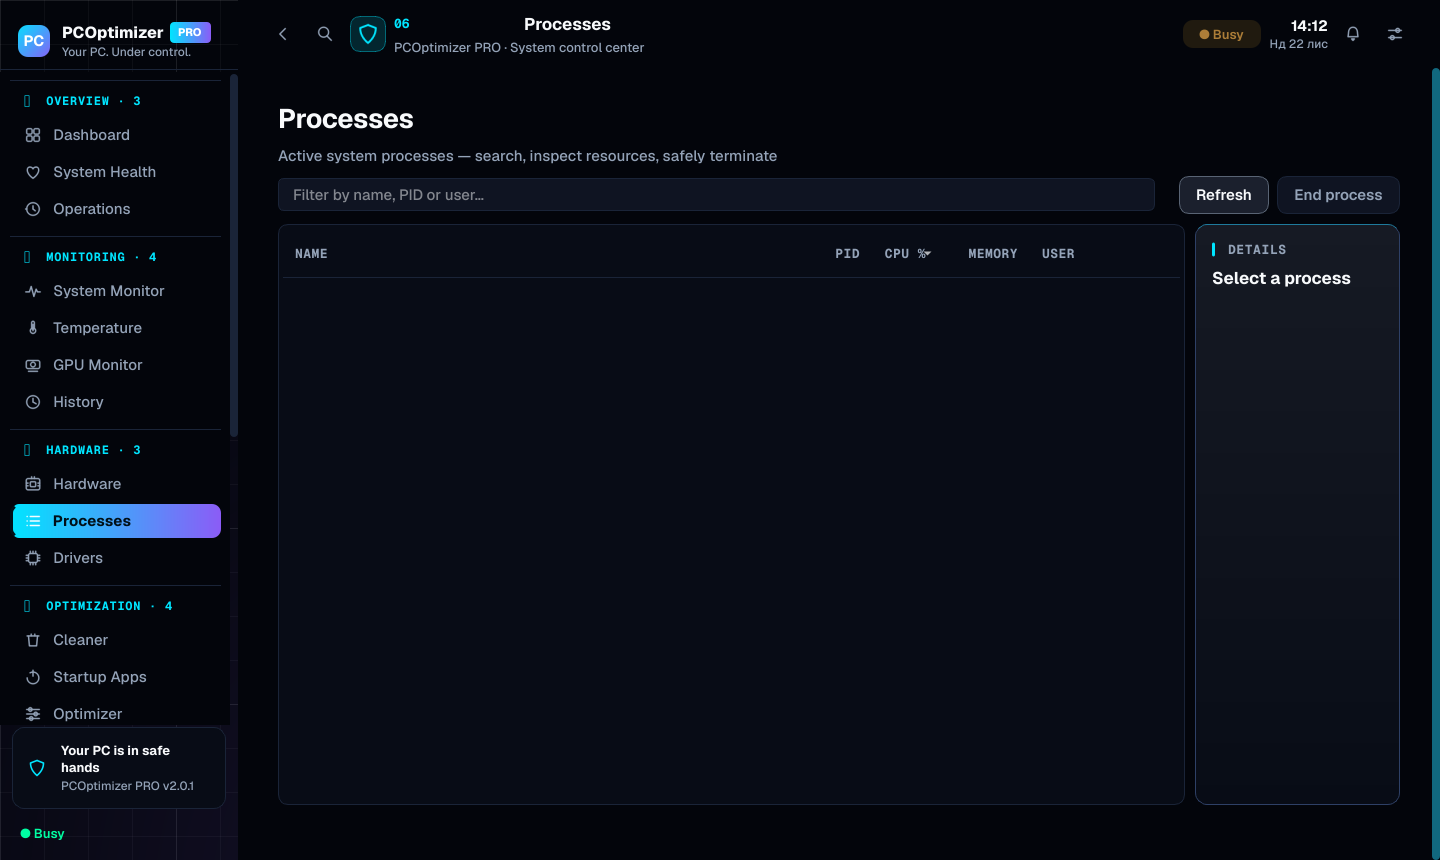 PC
PCOptimizer PRO
Your PC. Under control.
OVERVIEW · 3
Dashboard
System Health
Operations
MONITORING · 4
System Monitor
Temperature
GPU Monitor
History
HARDWARE · 3
Hardware
Processes
Drivers
OPTIMIZATION · 4
Cleaner
Startup Apps
Optimizer
Your PC is in safe
hands
PCOptimizer PRO v2.0.1
Busy
06
Processes
PCOptimizer PRO · System control center
Busy
14:12
Нд 22 лис
Processes
Active system processes — search, inspect resources, safely terminate
Filter by name, PID or user...
Refresh
End process
NAME PID CPU % MEMORY USER
DETAILS
Select a process